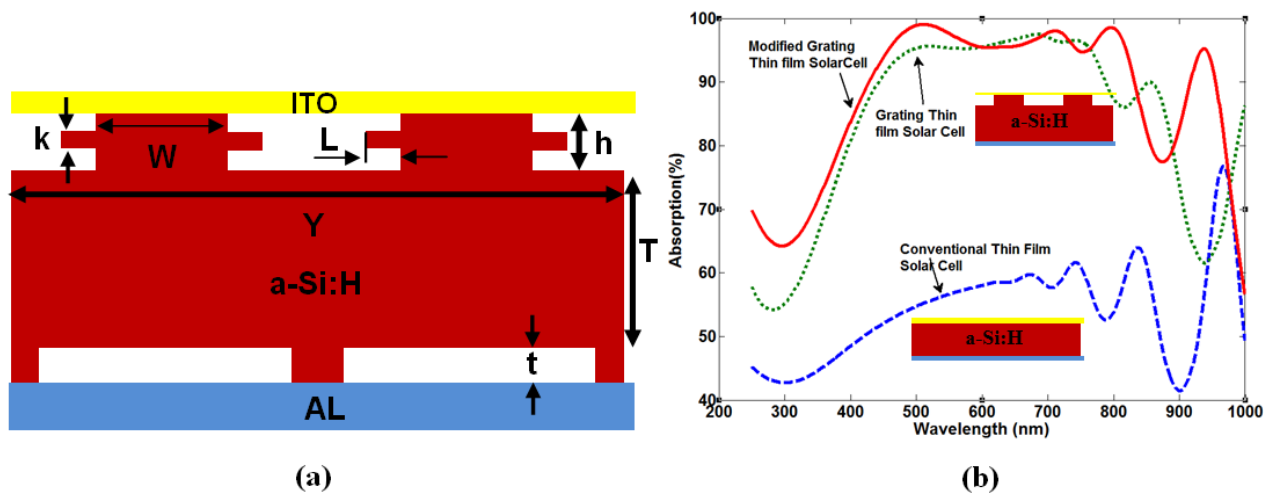 ITO
k
W
L
h
Y
T
a-Si:H
t
AL
(a)
100
90
80
70
60
50
40
Absorption(%)
Modified Grating
Thin film SolarCell
Grating Thin
film Solar Cell
a-Si:H
Conventional Thin Film
Solar Cell
a-Si:H
200 300 400 500 600 700 800 900 1000
Wavelength (nm)
(b)